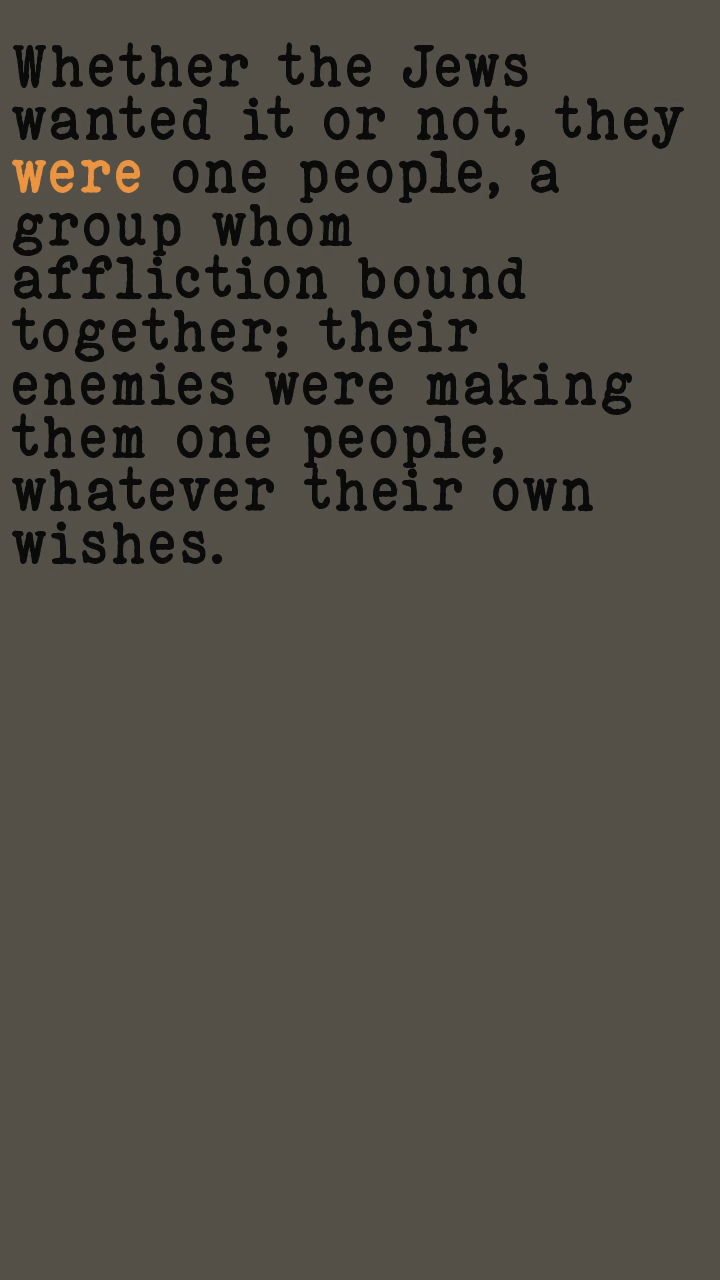 Whether the Jews
wanted it or not, they
were one people, a
group whom
affliction bound
together; their
enemies were making
them one people,
whatever their own
wishes.